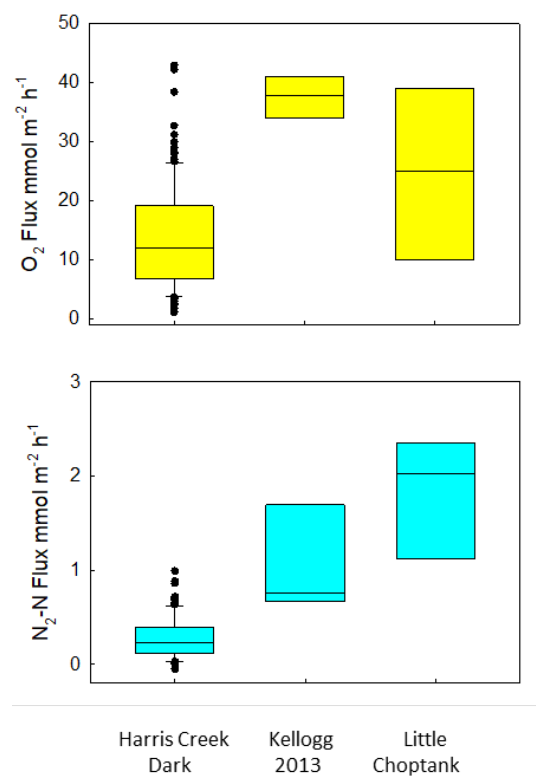 50
40
30
20
10
0
O₂ Flux mmol m⁻² h⁻¹
3
2
1
0
N₂-N Flux mmol m⁻² h⁻¹
Harris Creek
Dark
Kellogg
2013
Little
Choptank